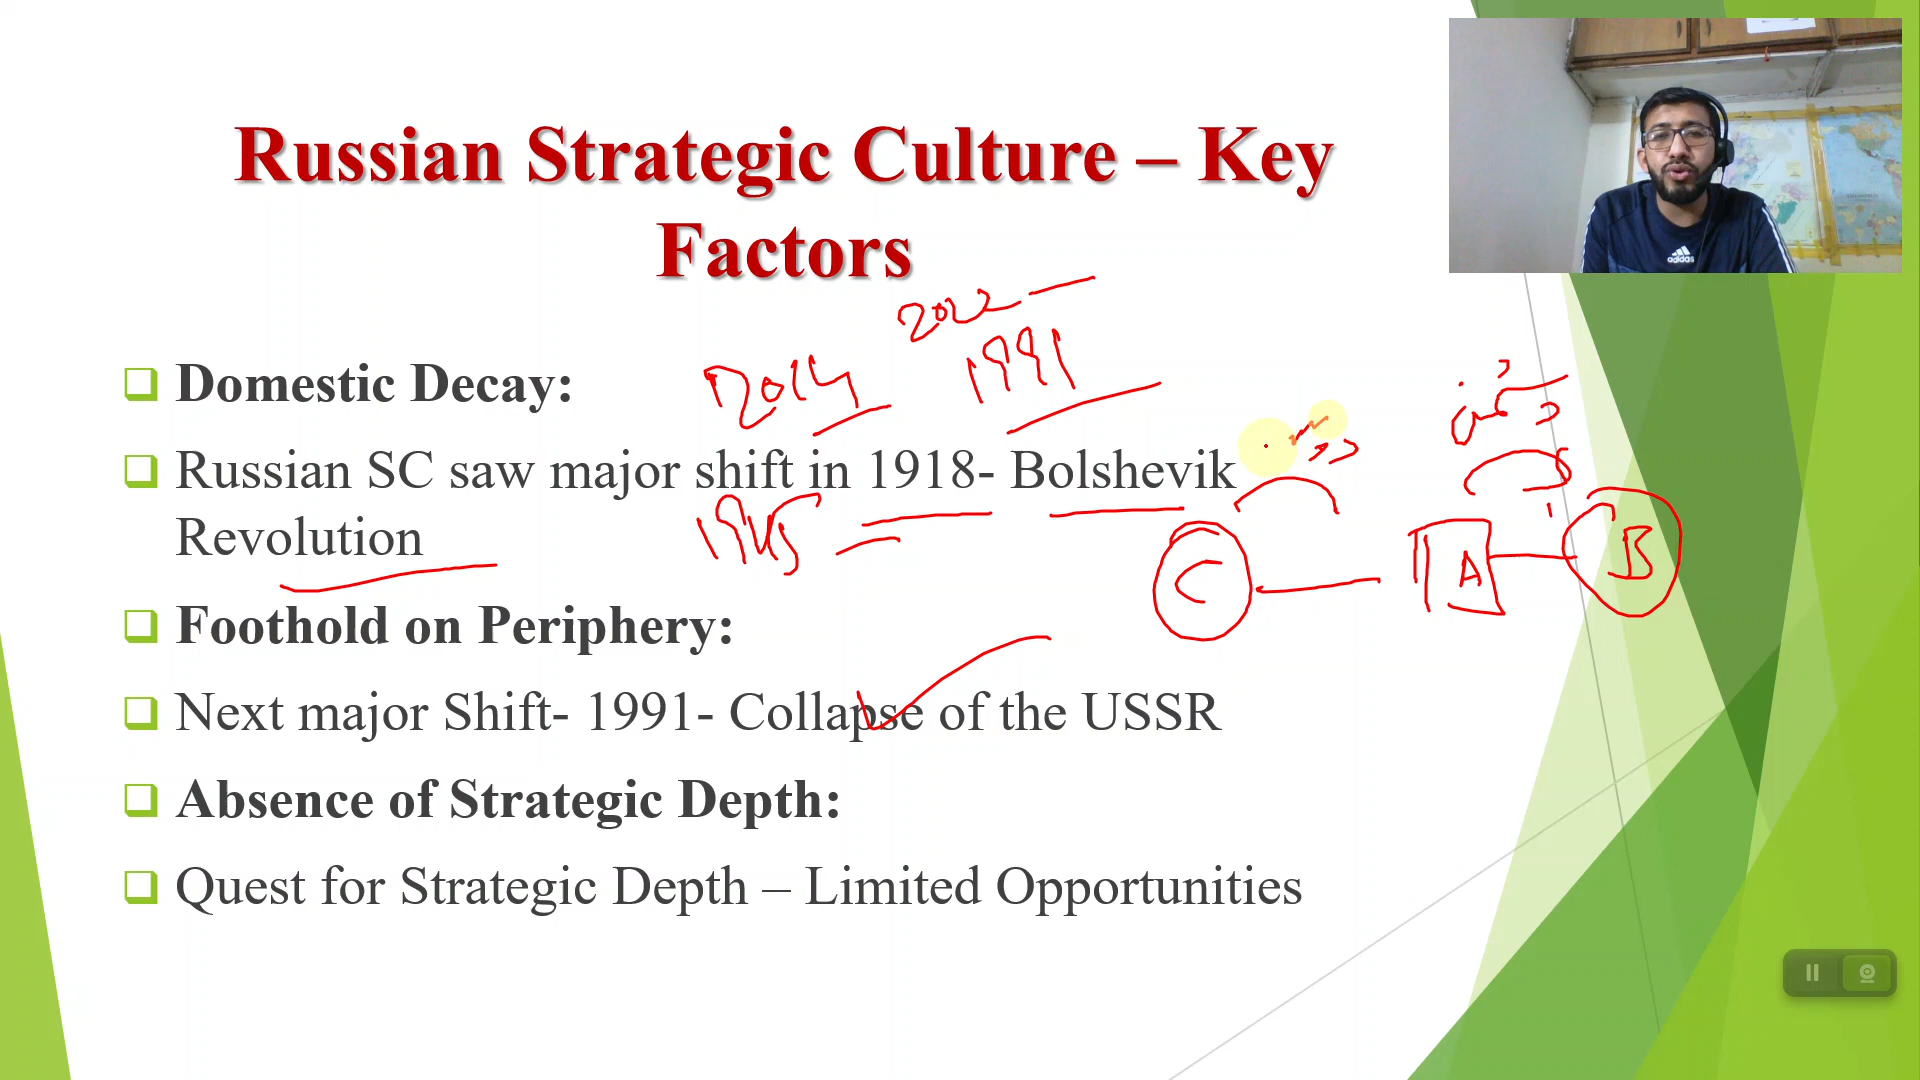 Russian Strategic Culture – Key
Factors
2022
2014
1991
Domestic Decay:
Russian SC saw major shift in 1918- Bolshevik
Revolution
1945
C
A
B
Foothold on Periphery:
Next major Shift- 1991- Collapse of the USSR
Absence of Strategic Depth:
Quest for Strategic Depth – Limited Opportunities
adidas